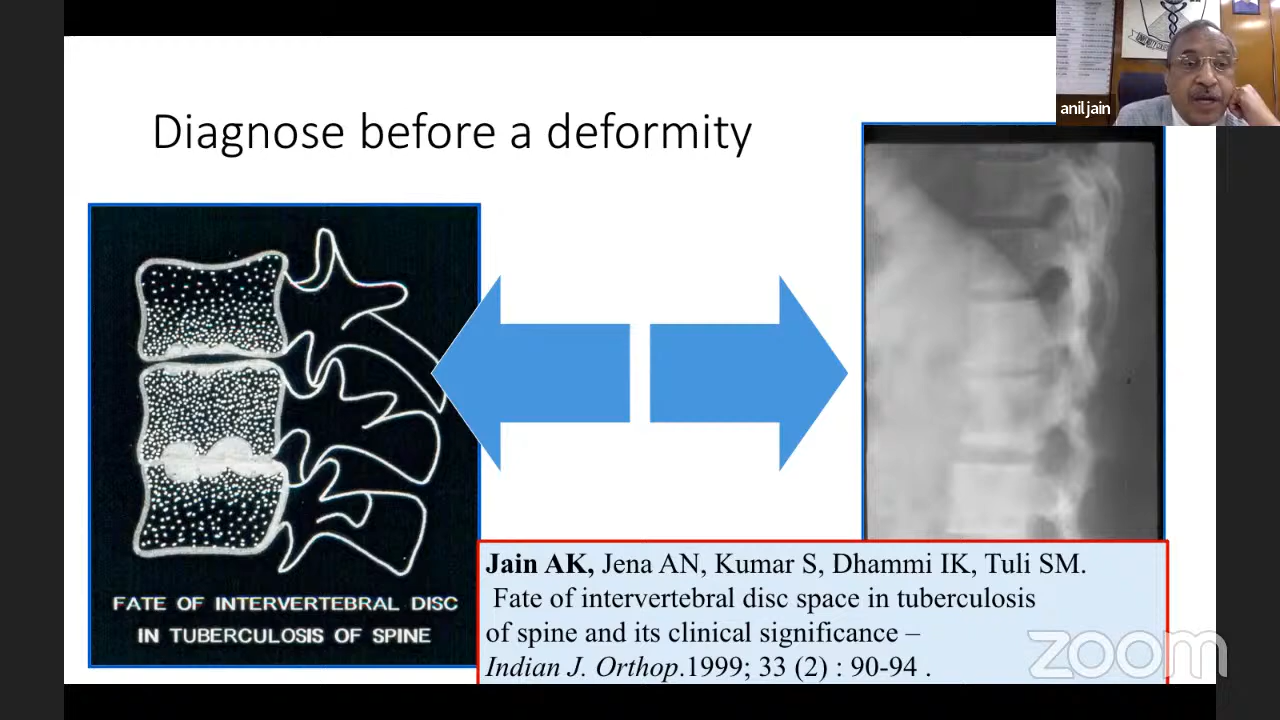 anil jain
Diagnose before a deformity
FATE OF INTERVERTEBRAL DISC
IN TUBERCULOSIS OF SPINE
Jain AK, Jena AN, Kumar S, Dhammi IK, Tuli SM.
Fate of intervertebral disc space in tuberculosis
of spine and its clinical significance –
Indian J. Orthop.1999; 33 (2) : 90-94 .
zoom